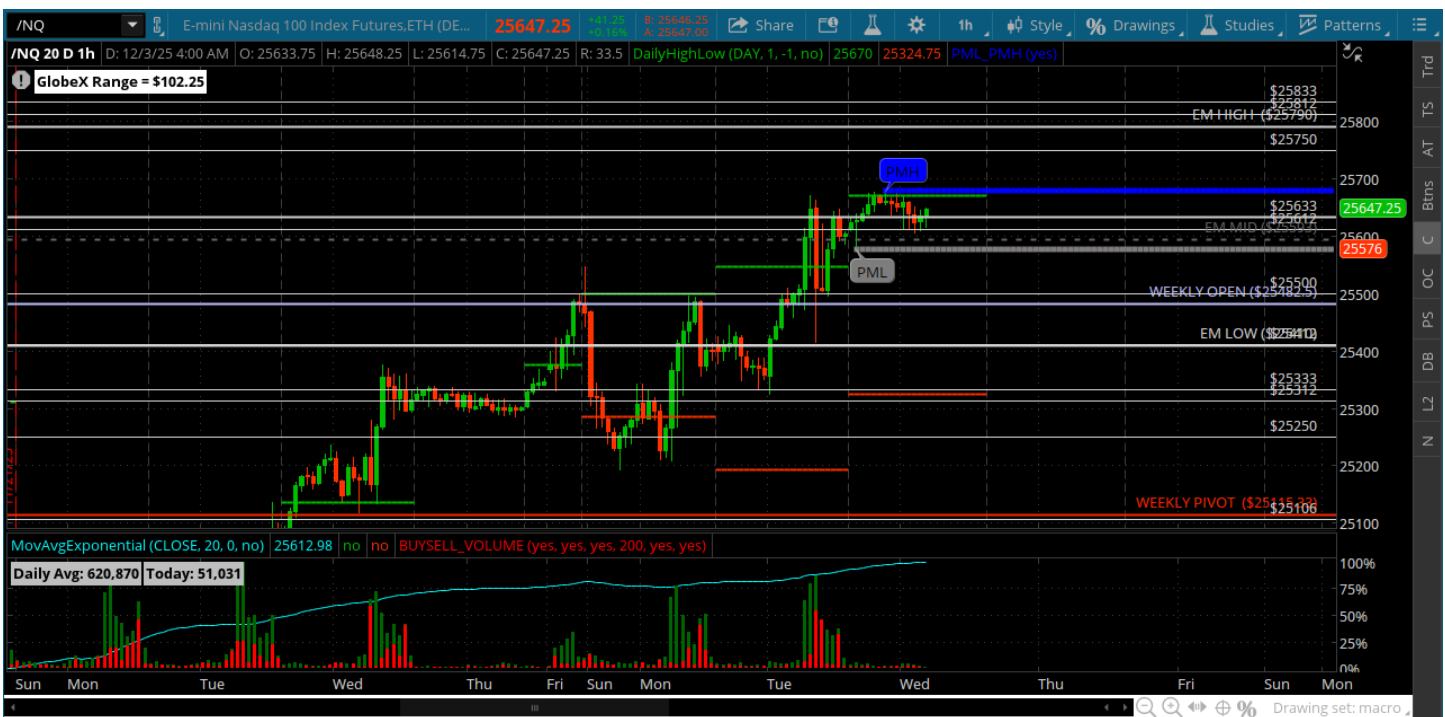 /NQ E-mini Nasdaq 100 Index Futures,ETH (DE... 25647.25 +41.25 +0.16% B: 25646.25 A: 25647.00 Share 1h Style % Drawings Studies Patterns
/NQ 20 D 1h D: 12/3/25 4:00 AM O: 25633.75 H: 25648.25 L: 25614.75 C: 25647.25 R: 33.5 DailyHighLow (DAY, 1, -1, no) 25670 25324.75 PML_PMH (yes)
GlobeX Range = $102.25
$25833
$25812
EM HIGH ($25790)
25800
$25750
PMH
25700
$25633
25647.25
$25612
EM MID ($25593)
25600
25576
PML
$25500
WEEKLY OPEN ($25482.5)
25500
EM LOW ($25410)
$25412
25400
$25333
$25312
25300
$25250
25200
WEEKLY PIVOT ($25115.33)
$25106
25100
MovAvgExponential (CLOSE, 20, 0, no) 25612.98 no no BUYSELL_VOLUME (yes, yes, yes, 200, yes, yes)
Daily Avg: 620,870 Today: 51,031
100%
75%
50%
25%
0%
Sun Mon Tue Wed Thu Fri Sun Mon Tue Wed Thu Fri Sun Mon
Drawing set: macro
Trd
TS
AT
Btns
C
OC
PS
DB
L2
N